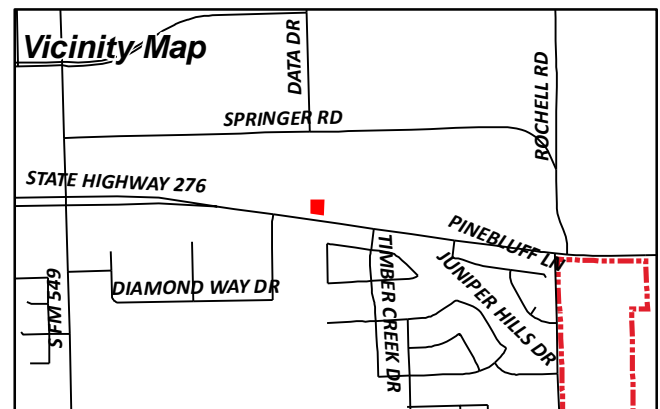 Vicinity Map
DATA DR
ROCHELL RD
SPRINGER RD
STATE HIGHWAY 276
PINEBLUFF LN
S FM 549
DIAMOND WAY DR
TIMBER CREEK DR
JUNIPER HILLS DR